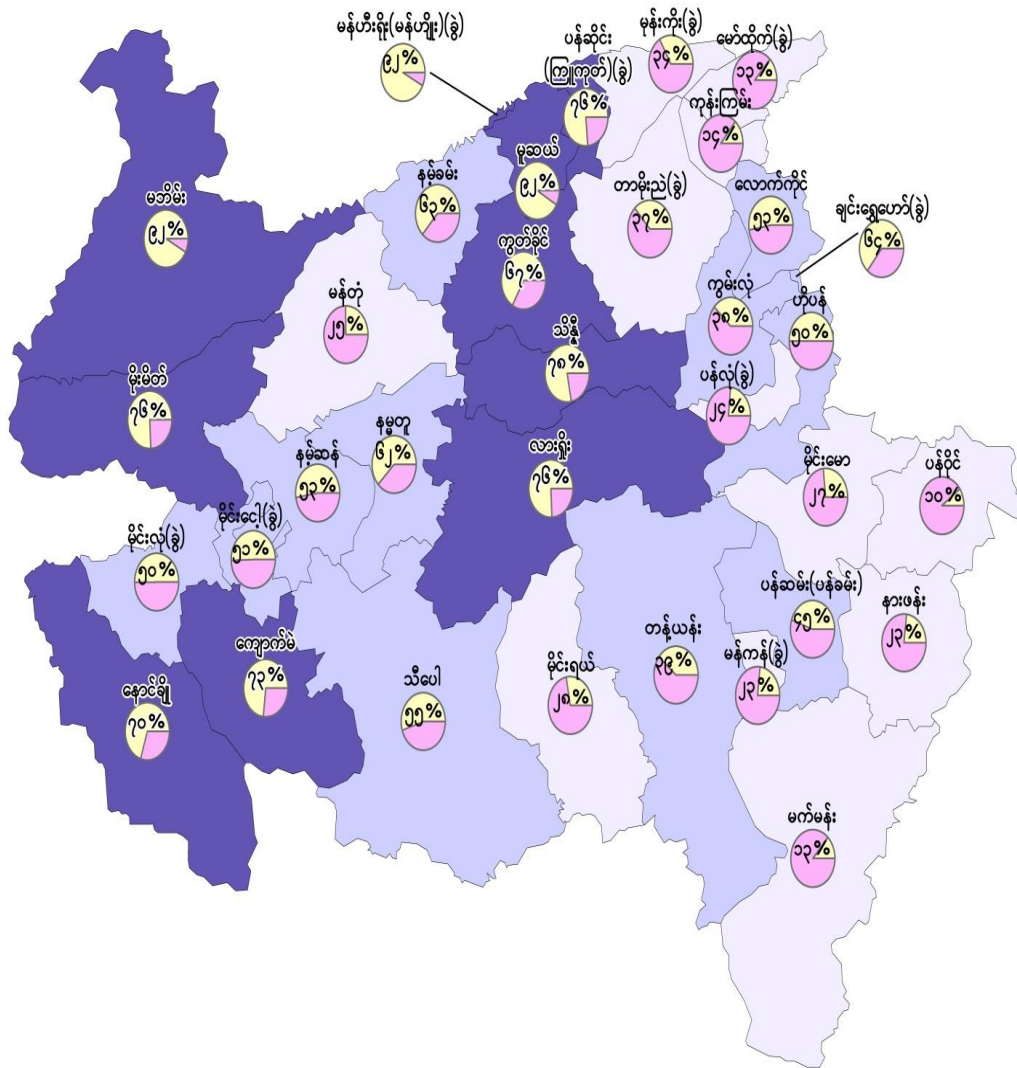 မန်ဟီးရိုး(မန်ဟျိုး)(ခွဲ)
၉၂%
ပန်ဆိုင်း
(ကြူကုတ်)(ခွဲ)
၇၆%
မုန်းကိုး(ခွဲ)
၃၄%
မော်ထိုက်(ခွဲ)
၁၃%
ကုန်းကြမ်း
၁၄%
မဘိမ်း
၉၂%
နမ့်ခမ်း
၆၃%
မူဆယ်
၉၂%
တာမိုးညဲ(ခွဲ)
၃၇%
လောက်ကိုင်
၅၃%
ချင်းရွှေဟော်(ခွဲ)
၆၄%
ကွတ်ခိုင်
၆၇%
မန်တုံ
၂၅%
ကွမ်းလုံ
၃၈%
ဟိုပန်
၅၀%
သိန္နီ
၇၈%
မိုးမိတ်
၇၆%
ပန်လုံ(ခွဲ)
၂၄%
နမ္မတူ
၆၂%
နမ့်ဆန်
၅၃%
လားရှိုး
၇၆%
မိုင်းမော
၂၇%
ပန်ဝိုင်
၁၀%
မိုင်းငေါ့(ခွဲ)
၅၁%
မိုင်းလုံ(ခွဲ)
၅၀%
ပန်ဆမ်း(ပန်ခမ်း)
၄၅%
နားဖန်း
၂၃%
ကျောက်မဲ
၇၃%
သီပေါ
၅၅%
မိုင်းရယ်
၂၈%
တန့်ယန်း
၃၉%
မန်ကန်(ခွဲ)
၂၃%
နောင်ချို
၇၀%
မက်မန်း
၁၃%